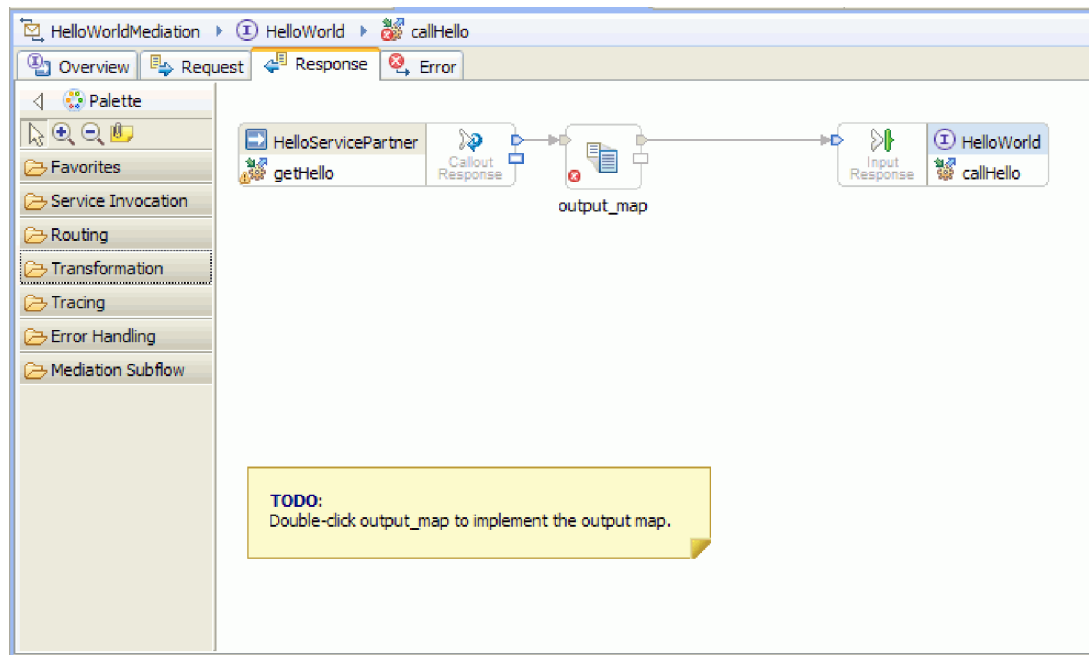 HelloWorldMediation HelloWorld callHello
Overview Request Response Error
Palette
Favorites
Service Invocation
Routing
Transformation
Tracing
Error Handling
Mediation Subflow
HelloServicePartner
getHello
Callout
Response
output_map
Input
Response
HelloWorld
callHello
TODO:
Double-click output_map to implement the output map.